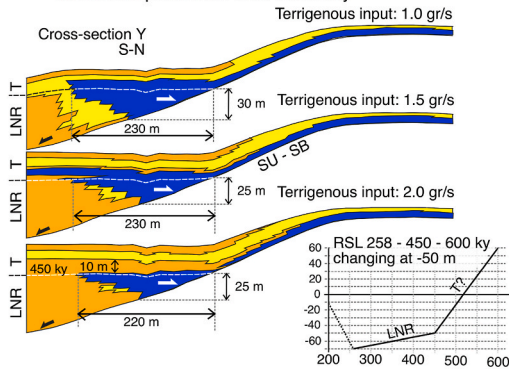 Terrigenous input: 1.0 gr/s
Cross-section Y
S-N
T
LNR
30 m
230 m
Terrigenous input: 1.5 gr/s
SU - SB
T
LNR
25 m
230 m
Terrigenous input: 2.0 gr/s
T
450 ky
10 m
LNR
25 m
220 m
RSL 258 - 450 - 600 ky
changing at -50 m
60
40
20
0
-20
-40
-60
T?
LNR
200
300
400
500
600